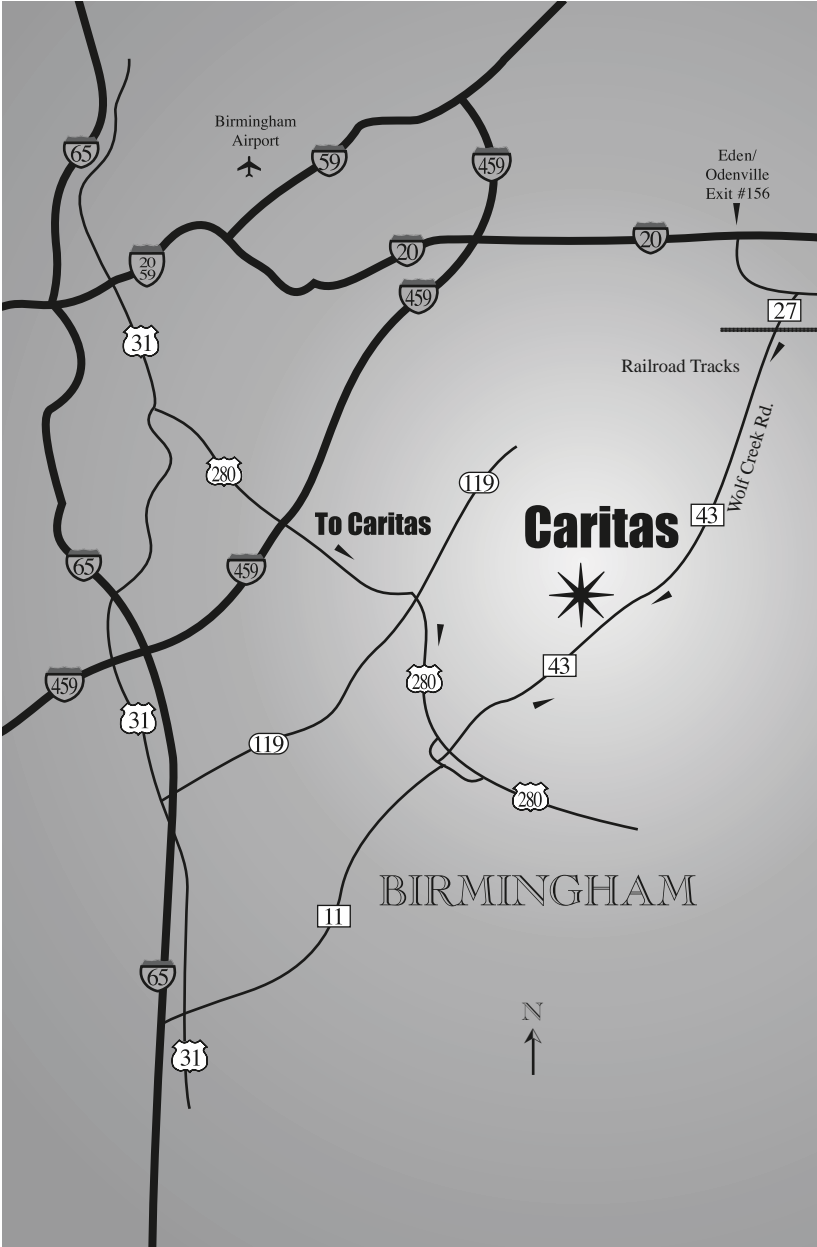 Birmingham
Airport
65
59
459
Eden/
Odenville
Exit #156
20
59
20
20
459
27
31
Railroad Tracks
Wolf Creek Rd.
280
119
To Caritas
Caritas
43
65
459
43
459
280
31
119
280
BIRMINGHAM
11
65
N
31